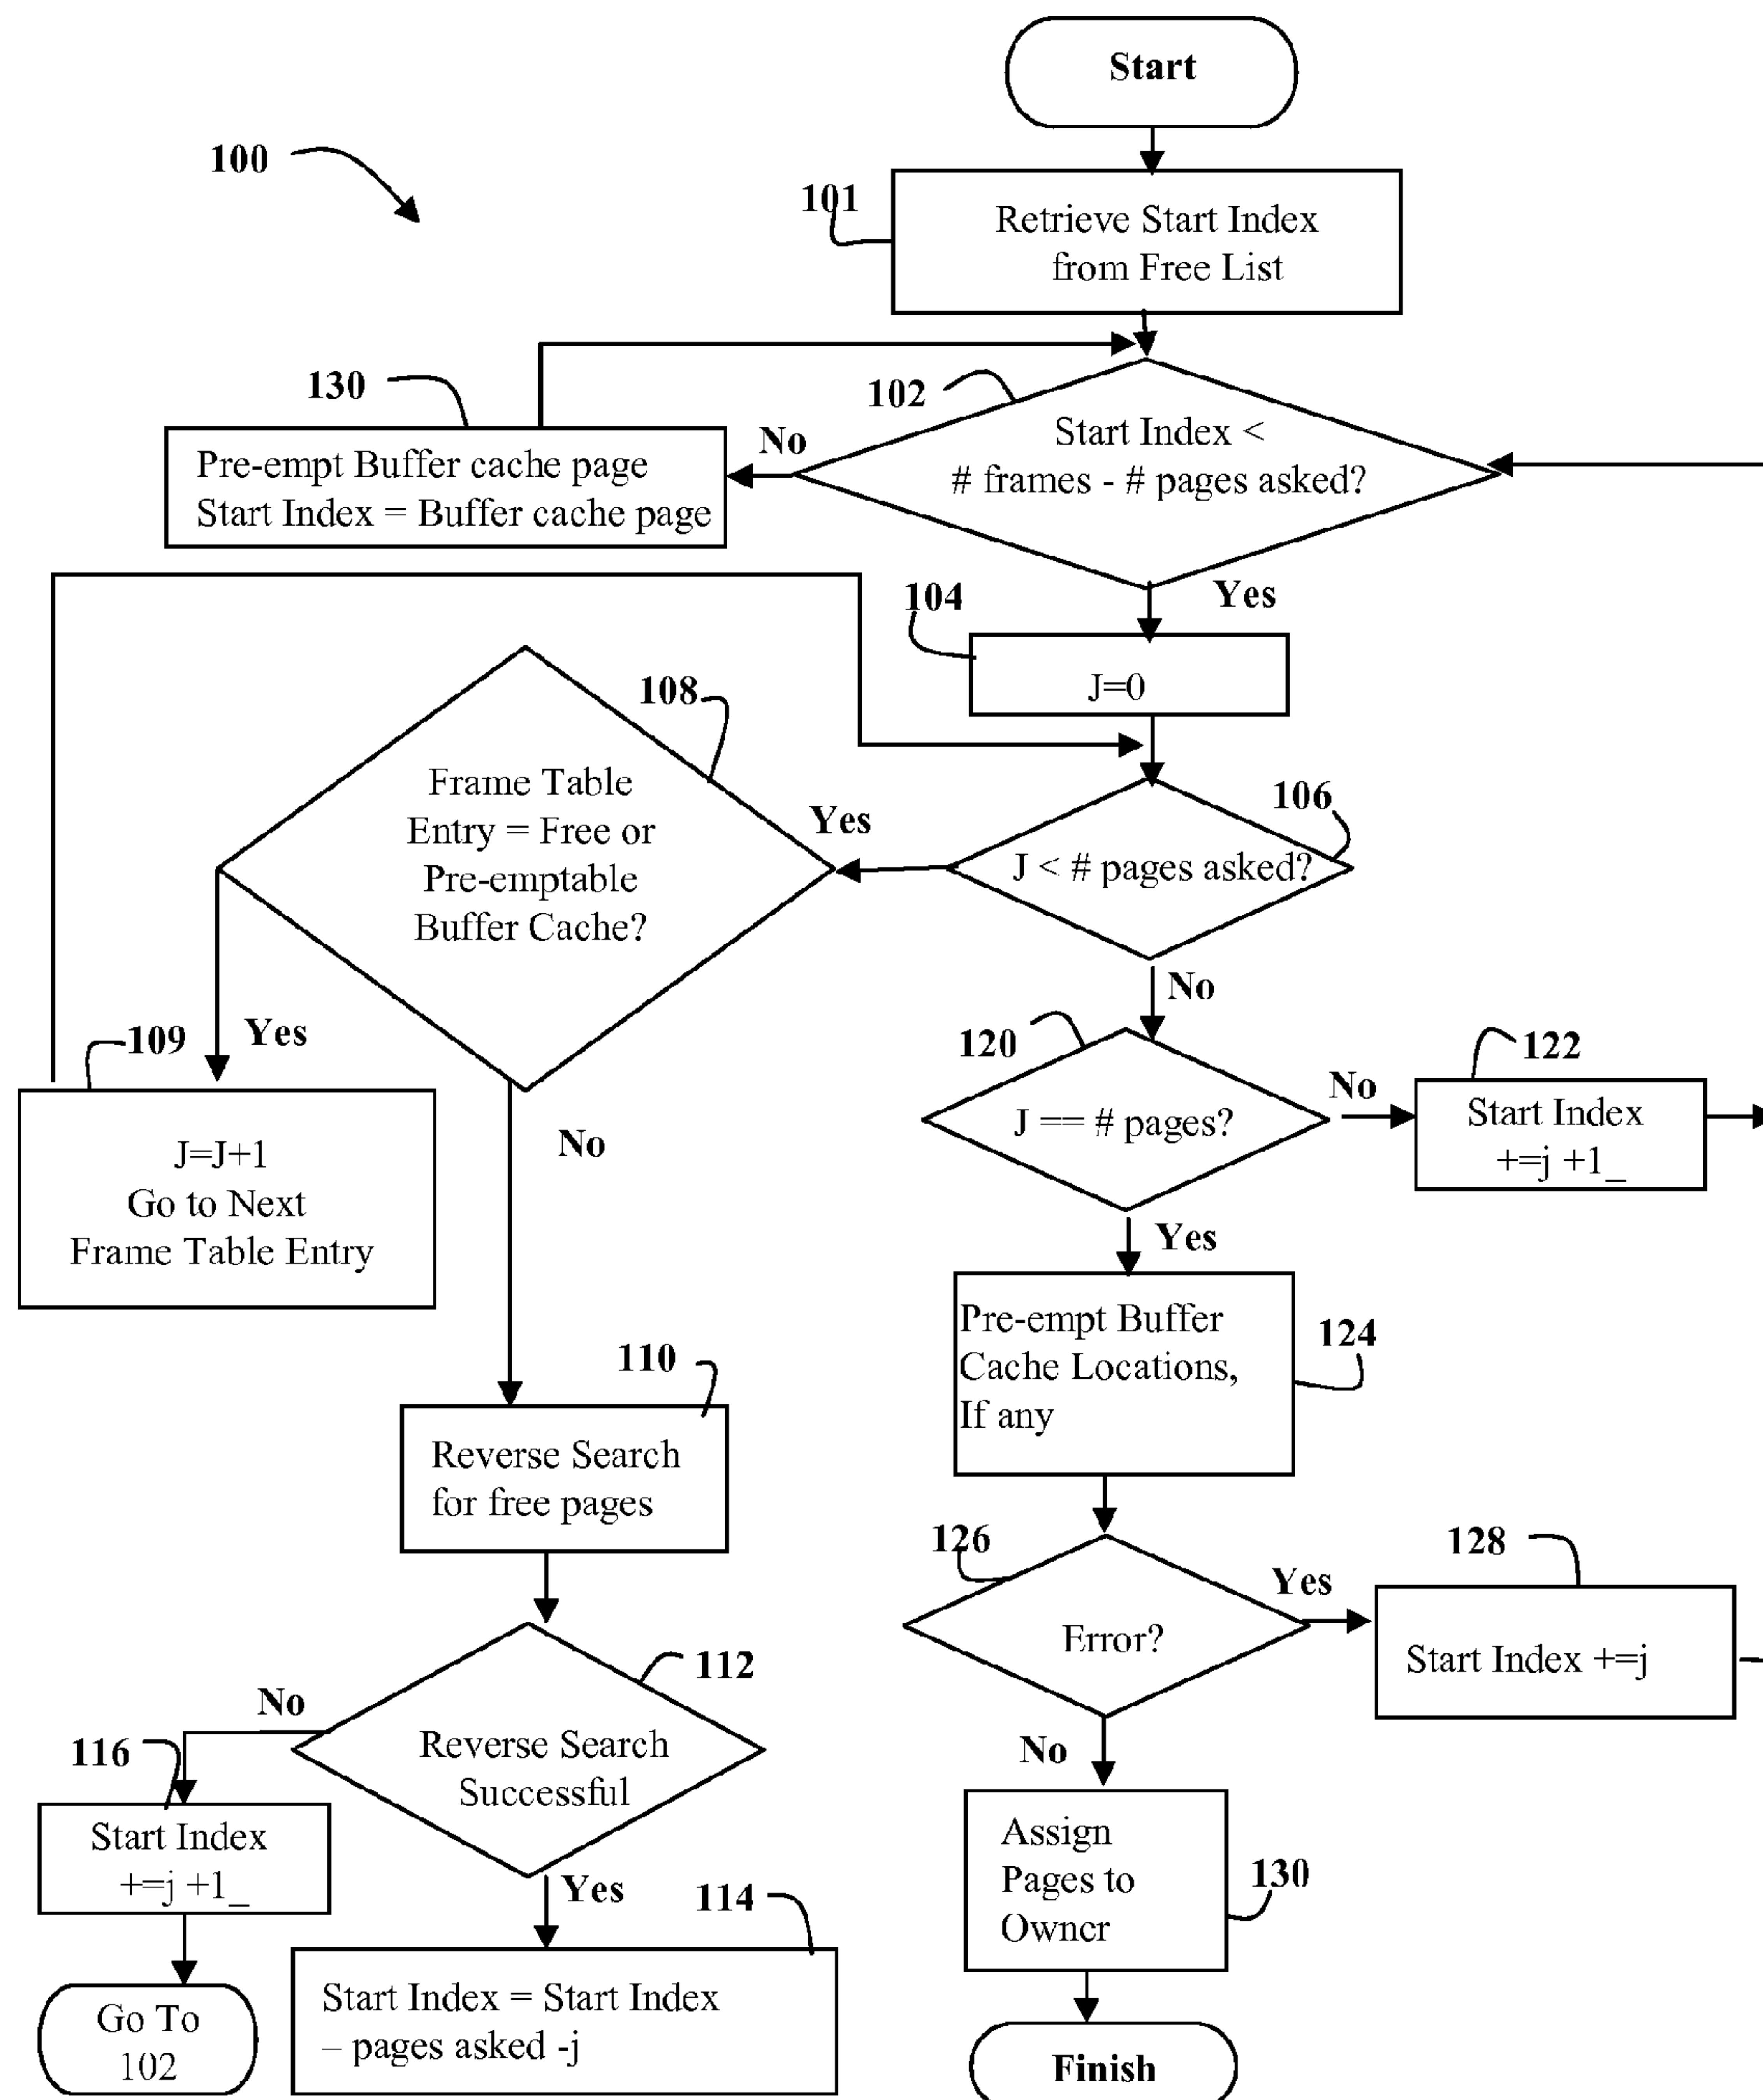 Start
100
101
Retrieve Start Index
from Free List
130
102
Start Index <
# frames - # pages asked?
No
Pre-empt Buffer cache page
Start Index = Buffer cache page
Yes
104
J=0
108
Frame Table
Entry = Free or
Pre-emptable
Buffer Cache?
Yes
106
J < # pages asked?
No
109
Yes
J=J+1
Go to Next
Frame Table Entry
No
120
J == # pages?
No
122
Start Index
+=j +1_
Yes
Pre-empt Buffer
Cache Locations,
If any
124
110
Reverse Search
for free pages
126
Error?
Yes
128
Start Index +=j
112
Reverse Search
Successful
No
116
Start Index
+=j +1_
Go To
102
Yes
114
Start Index = Start Index
– pages asked -j
No
Assign
Pages to
Owner
130
Finish